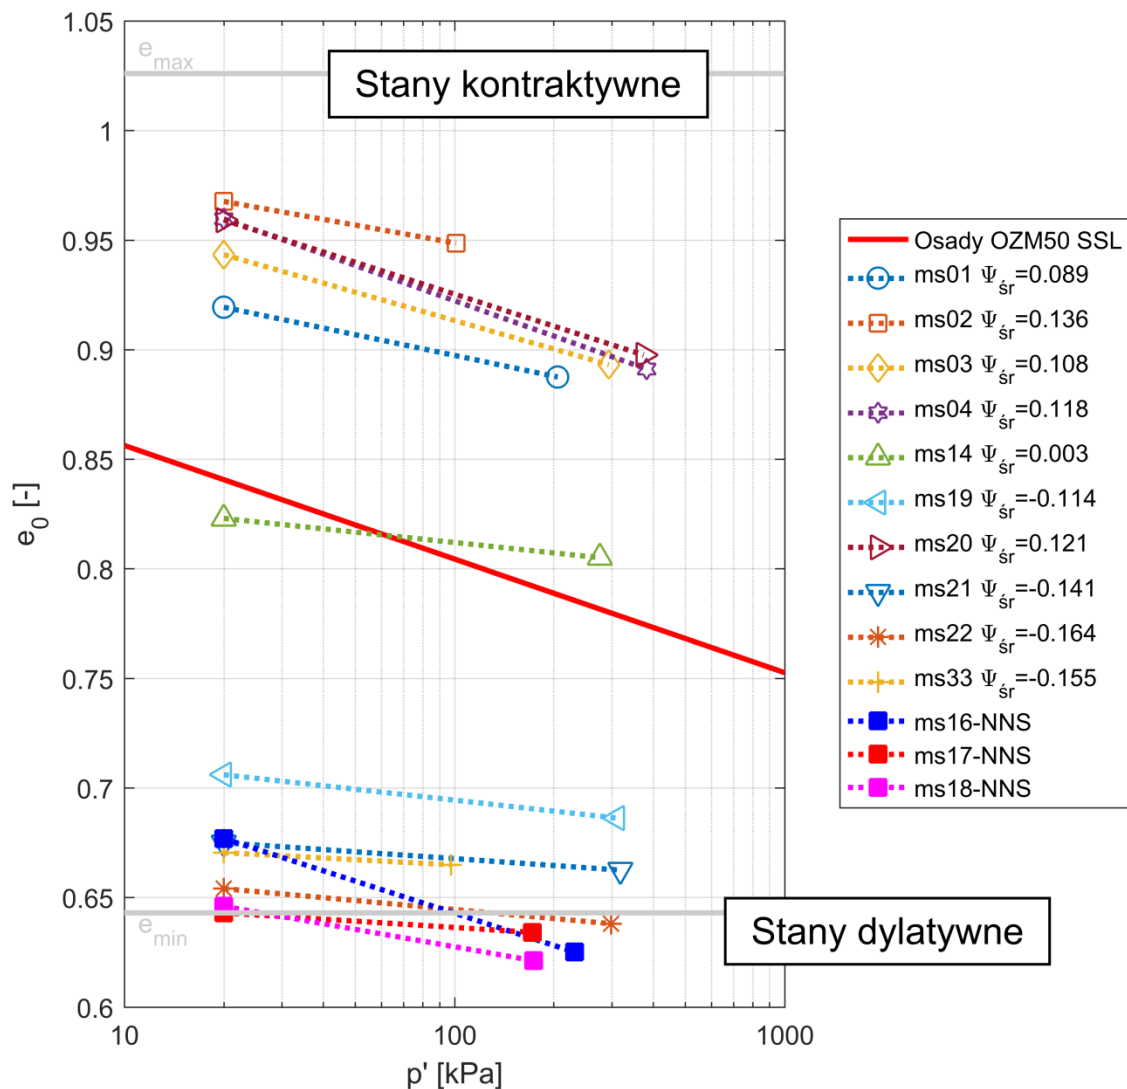 1.05
1
0.95
0.9
0.85
0.8
0.75
0.7
0.65
0.6
10
100
1000
e0 [-]
p' [kPa]
emax
Stany kontraktywne
emin
Stany dylatywne
Osady OZM50 SSL
ms01 Ψśr=0.089
ms02 Ψśr=0.136
ms03 Ψśr=0.108
ms04 Ψśr=0.118
ms14 Ψśr=0.003
ms19 Ψśr=-0.114
ms20 Ψśr=0.121
ms21 Ψśr=-0.141
ms22 Ψśr=-0.164
ms33 Ψśr=-0.155
ms16-NNS
ms17-NNS
ms18-NNS